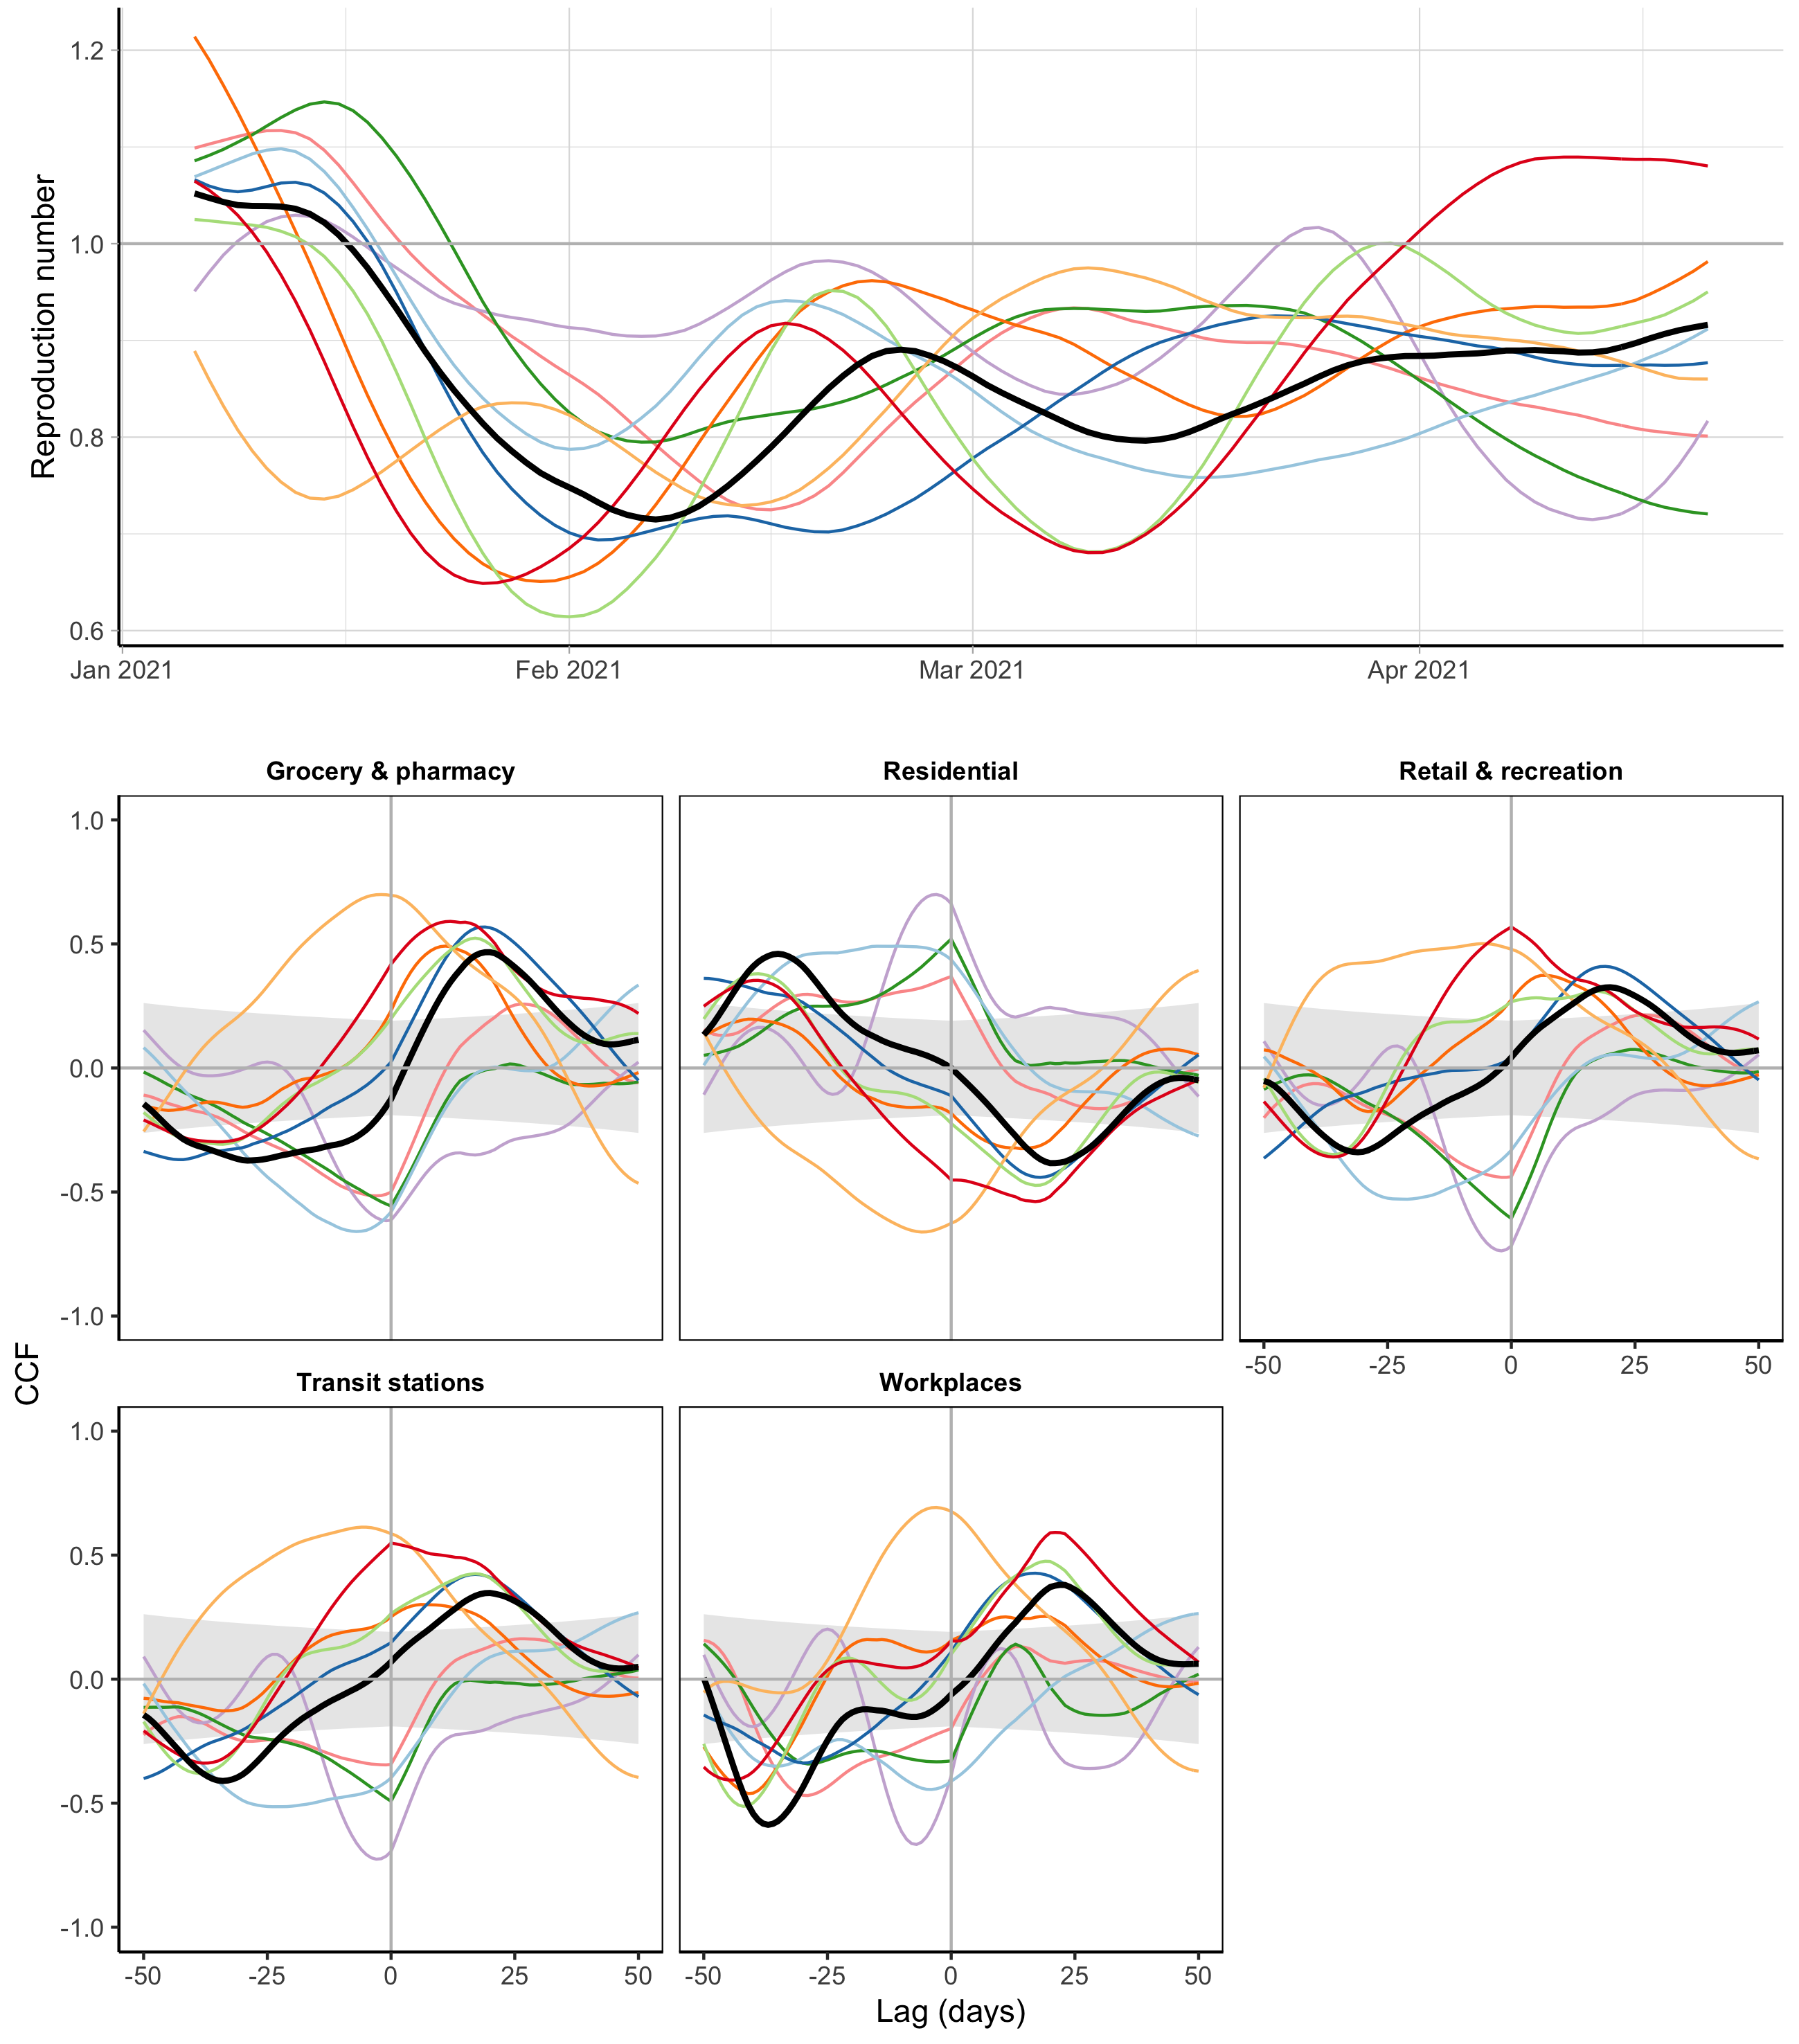 Reproduction number
1.2
1.0
0.8
0.6
Jan 2021 Feb 2021 Mar 2021 Apr 2021
CCF
Grocery & pharmacy Residential Retail & recreation
1.0
0.5
0.0
-0.5
-1.0
-50 -25 0 25 50
Transit stations Workplaces
1.0
0.5
0.0
-0.5
-1.0
-50 -25 0 25 50 -50 -25 0 25 50
Lag (days)